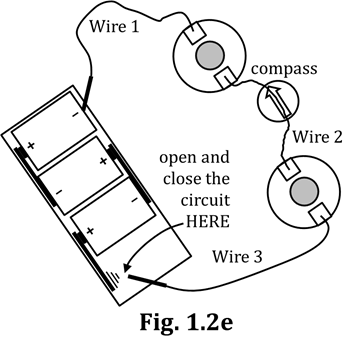 Wire 1
compass
-
+
+
Wire 2
-
-
+
open and
close the
circuit
HERE
Wire 3
Fig. 1.2e